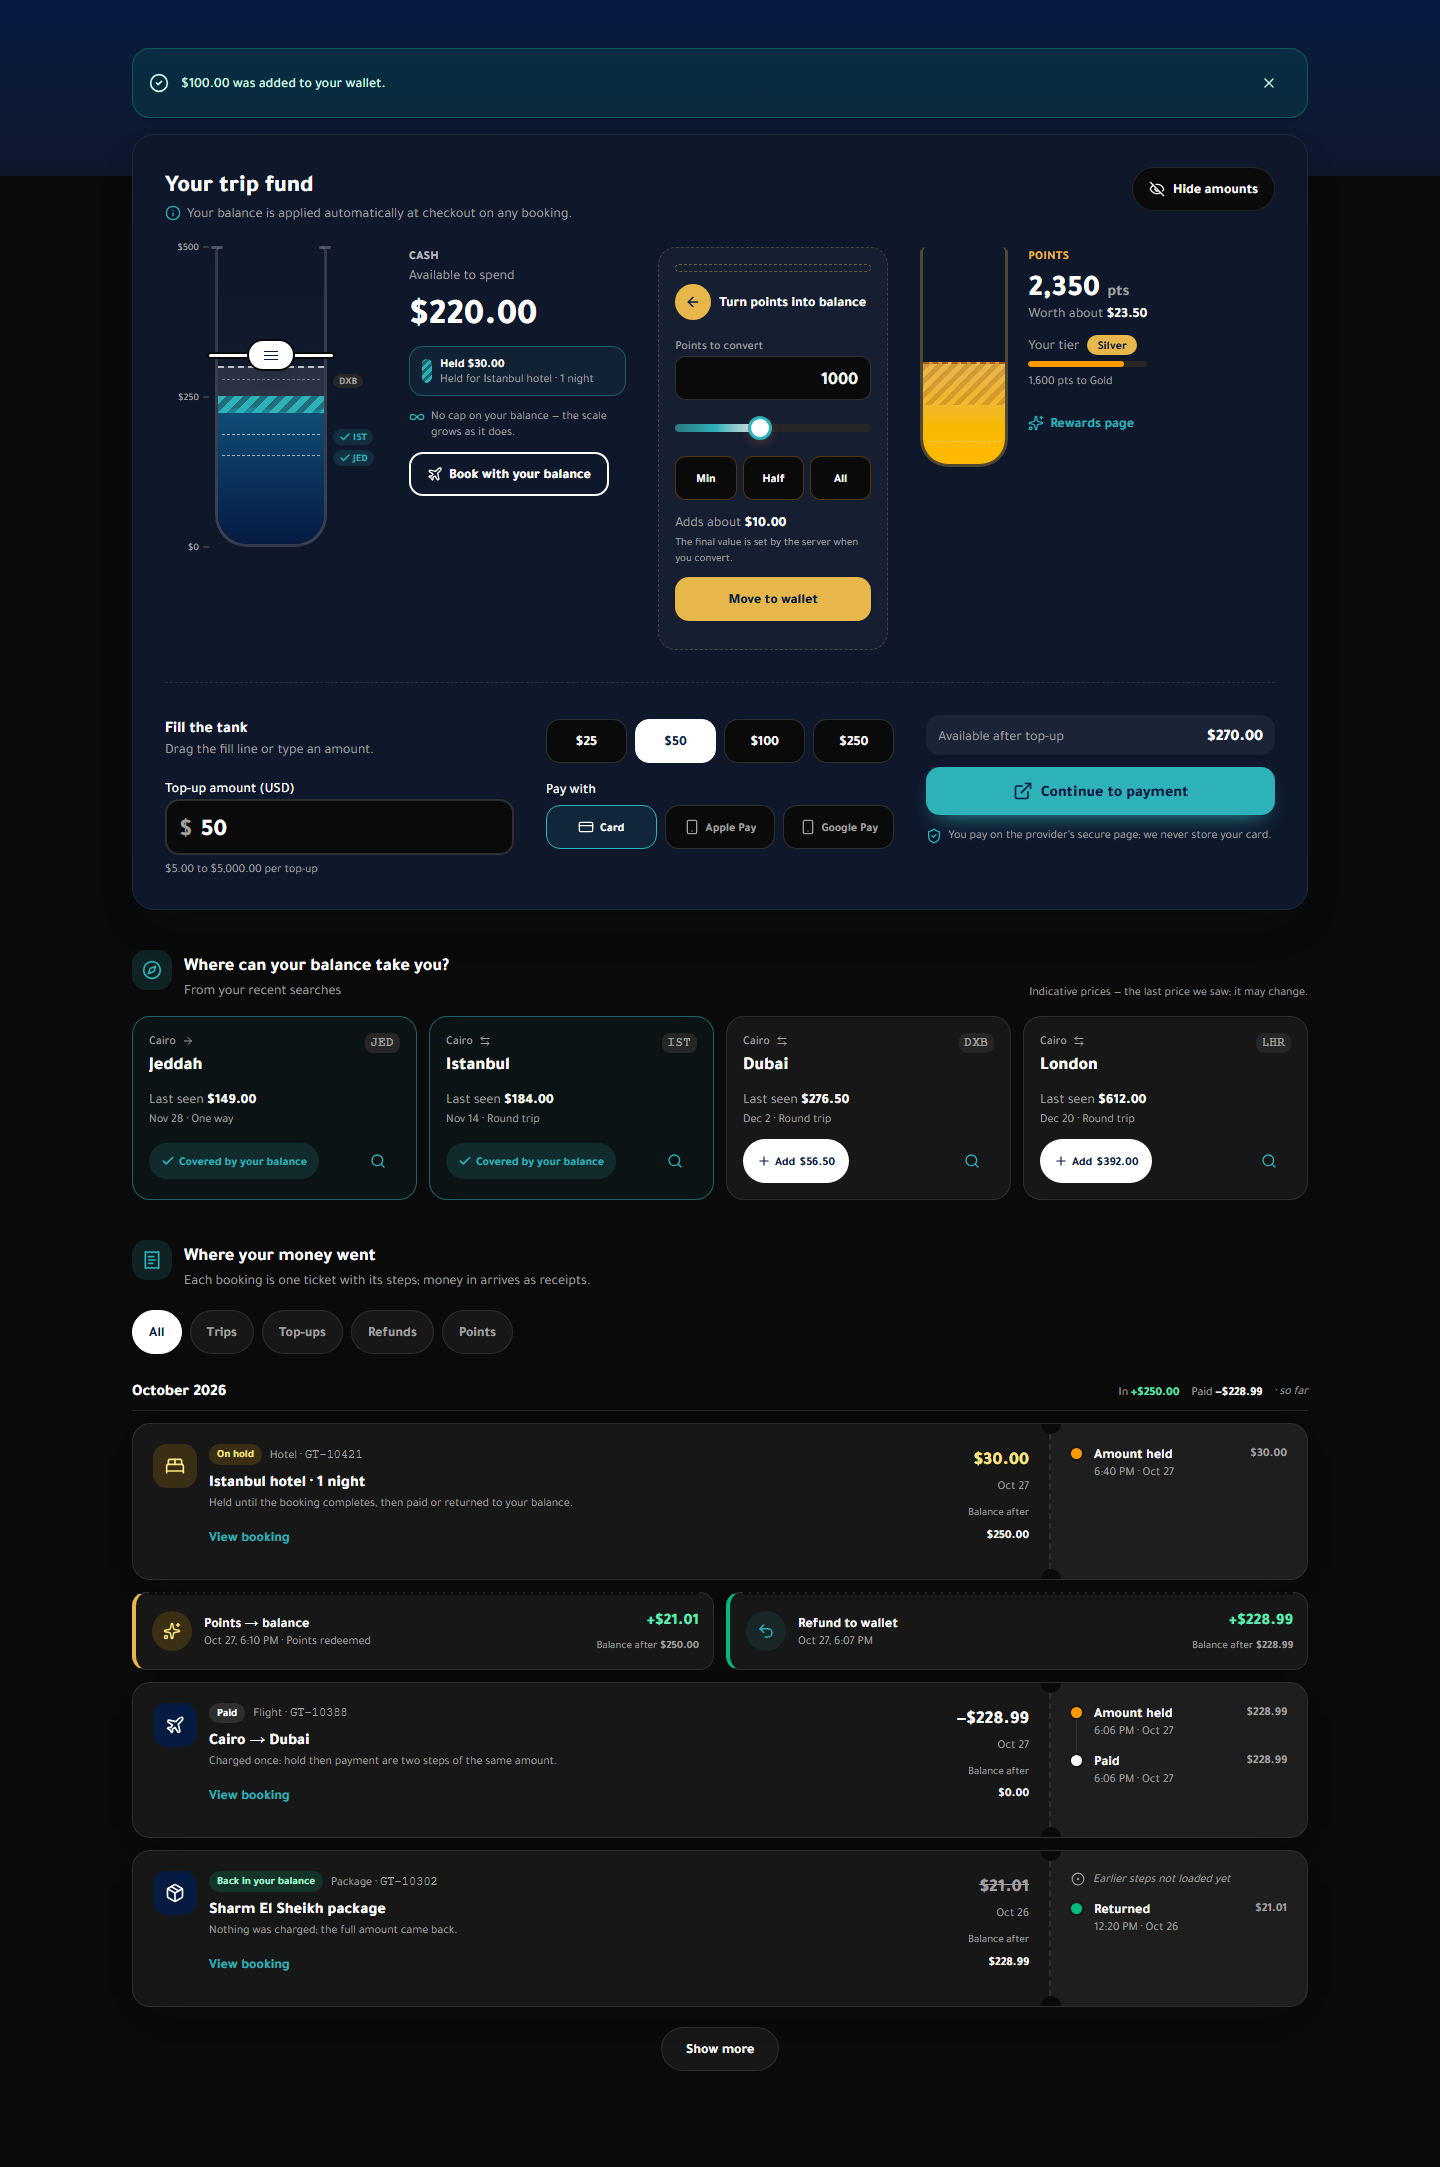 $100.00 was added to your wallet.
Your trip fund
Your balance is applied automatically at checkout on any booking.
Hide amounts
$500
$250
$0
DXB
IST
JED
CASH
Available to spend
$220.00
Held $30.00
Held for Istanbul hotel · 1 night
No cap on your balance – the scale
grows as it does.
Book with your balance
Turn points into balance
Points to convert
1000
Min
Half
All
Adds about $10.00
The final value is set by the server when
you convert.
Move to wallet
POINTS
2,350 pts
Worth about $23.50
Your tier Silver
1,600 pts to Gold
Rewards page
Fill the tank
Drag the fill line or type an amount.
Top-up amount (USD)
$ 50
$5.00 to $5,000.00 per top-up
$25
$50
$100
$250
Pay with
Card
Apple Pay
Google Pay
Available after top-up $270.00
Continue to payment
You pay on the provider's secure page; we never store your card.
Where can your balance take you?
From your recent searches
Indicative prices – the last price we saw; it may change.
Cairo JED
Jeddah
Last seen $149.00
Nov 28 · One way
Covered by your balance
Cairo IST
Istanbul
Last seen $184.00
Nov 14 · Round trip
Covered by your balance
Cairo DXB
Dubai
Last seen $276.50
Dec 2 · Round trip
+ Add $56.50
Cairo LHR
London
Last seen $612.00
Dec 20 · Round trip
+ Add $392.00
Where your money went
Each booking is one ticket with its steps; money in arrives as receipts.
All
Trips
Top-ups
Refunds
Points
October 2026
In +$250.00 Paid −$228.99 · so far
On hold Hotel · GT-10421
Istanbul hotel · 1 night
Held until the booking completes, then paid or returned to your balance.
View booking
$30.00
Oct 27
Balance after
$250.00
Amount held $30.00
6:40 PM · Oct 27
Points → balance
Oct 27, 6:10 PM · Points redeemed
+$21.01
Balance after $250.00
Refund to wallet
Oct 27, 6:07 PM
+$228.99
Balance after $228.99
Paid Flight · GT-10388
Cairo → Dubai
Charged once: hold then payment are two steps of the same amount.
View booking
−$228.99
Oct 27
Balance after
$0.00
Amount held $228.99
6:06 PM · Oct 27
Paid $228.99
6:06 PM · Oct 27
Back in your balance Package · GT-10302
Sharm El Sheikh package
Nothing was charged; the full amount came back.
View booking
$21.01
Oct 26
Balance after
$228.99
Earlier steps not loaded yet
Returned $21.01
12:20 PM · Oct 26
Show more